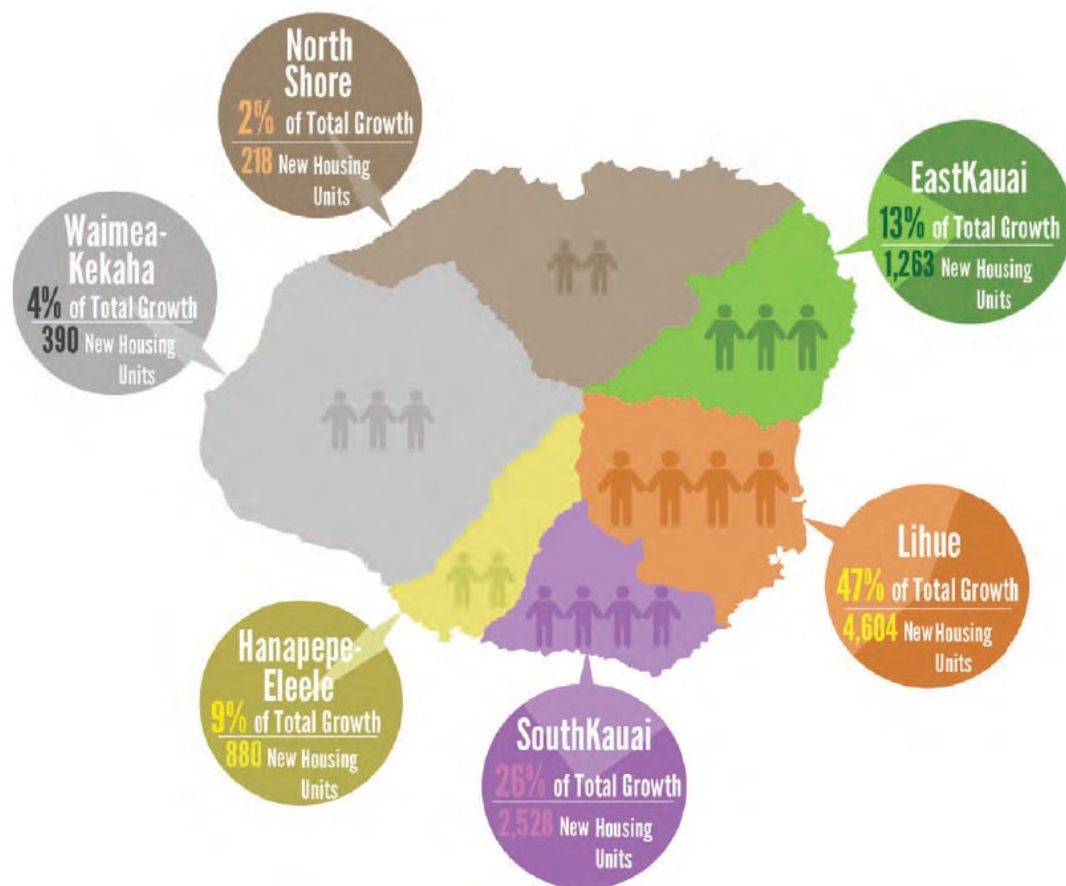 North
Shore
2% of Total Growth
218 New Housing
Units
EastKauai
13% of Total Growth
1,263 New Housing
Units
Waimea-
Kekaha
4% of Total Growth
390 New Housing
Units
Lihue
47% of Total Growth
4,604 New Housing
Units
Hanapepe-
Eleele
9% of Total Growth
880 New Housing
Units
SouthKauai
26% of Total Growth
2,528 New Housing
Units